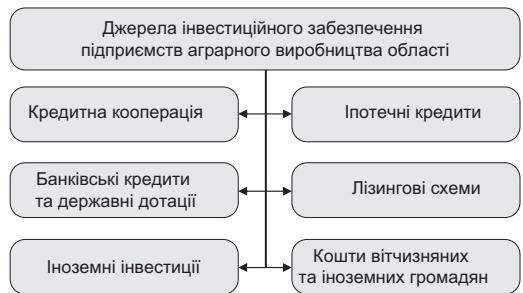 Джерела інвестиційного забезпечення
підприємств аграрного виробництва області
Кредитна кооперація
Іпотечні кредити
Банківські кредити
та державні дотації
Лізингові схеми
Іноземні інвестиції
Кошти вітчизняних
та іноземних громадян